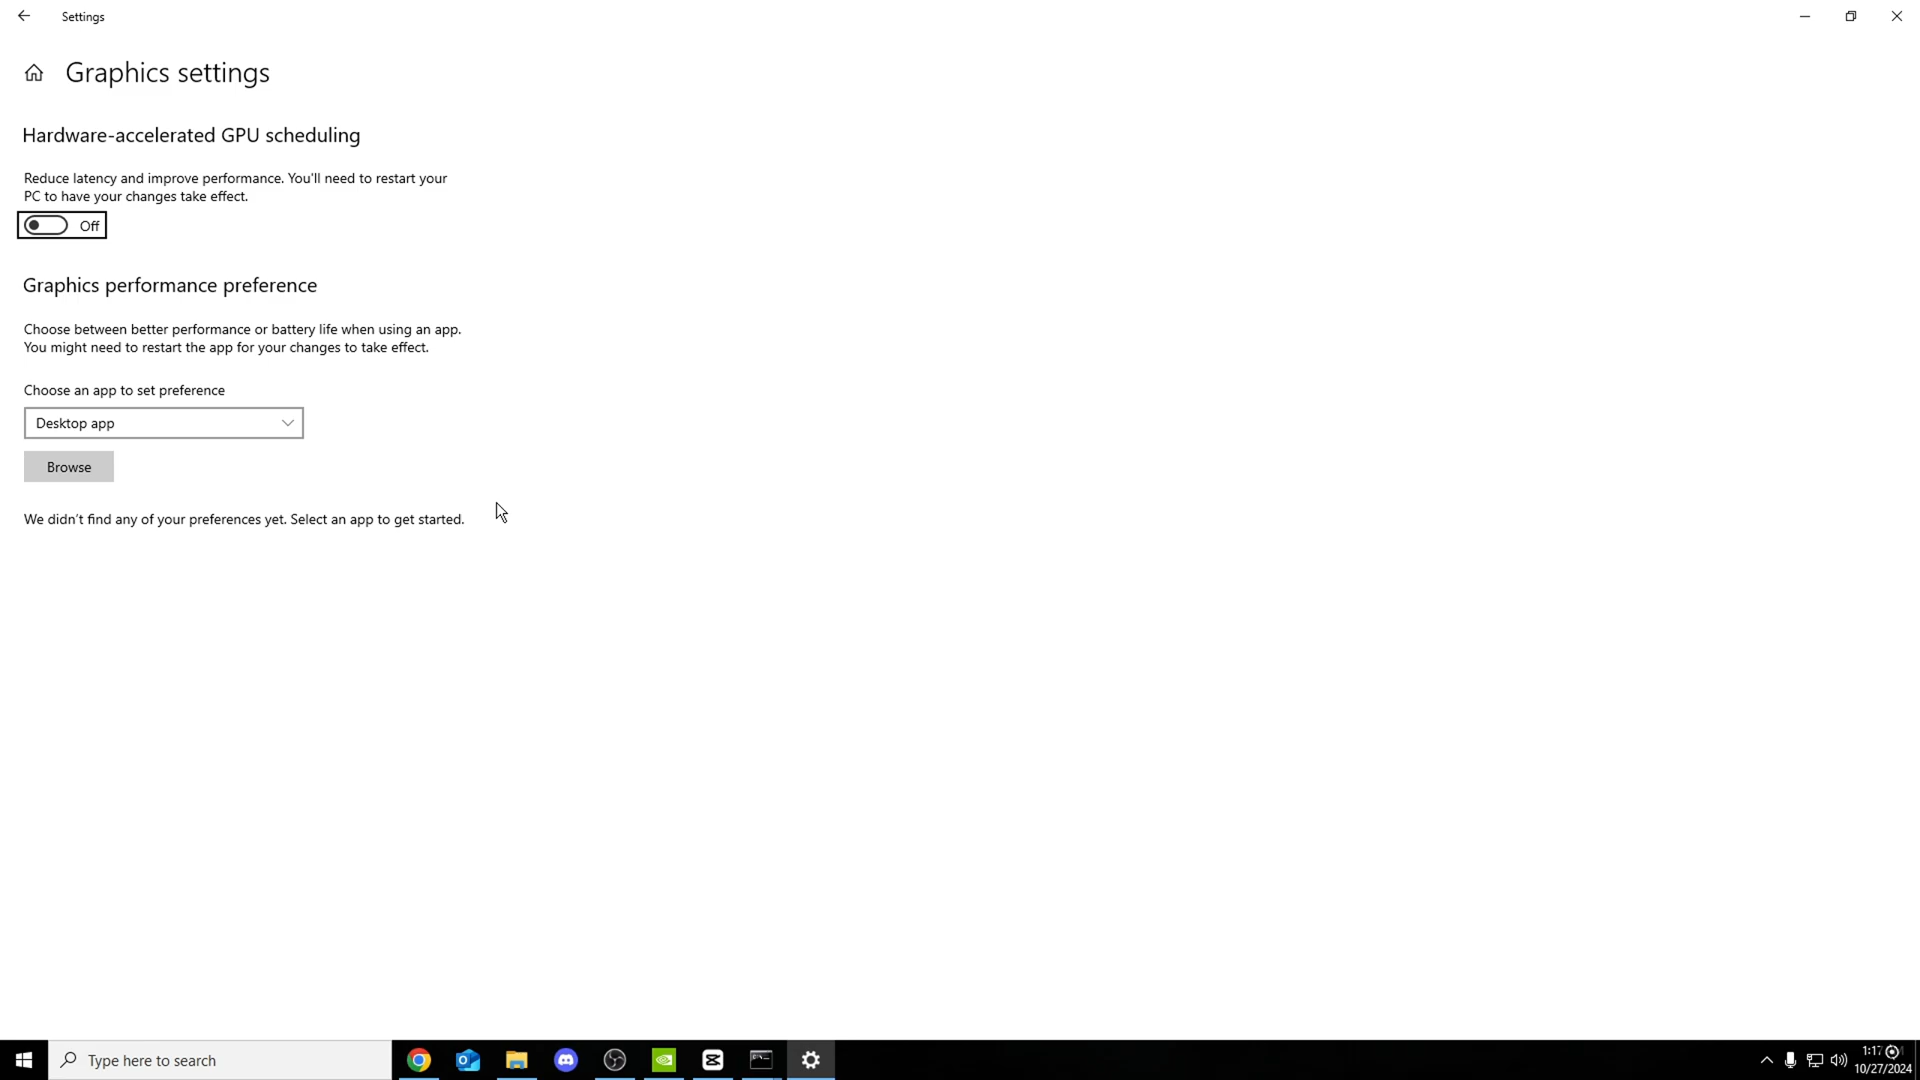 Settings
Graphics settings
Hardware-accelerated GPU scheduling
Reduce latency and improve performance. You'll need to restart your
PC to have your changes take effect.
Off
Graphics performance preference
Choose between better performance or battery life when using an app.
You might need to restart the app for your changes to take effect.
Choose an app to set preference
Desktop app
Browse
We didn't find any of your preferences yet. Select an app to get started.
Type here to search
10/27/2024